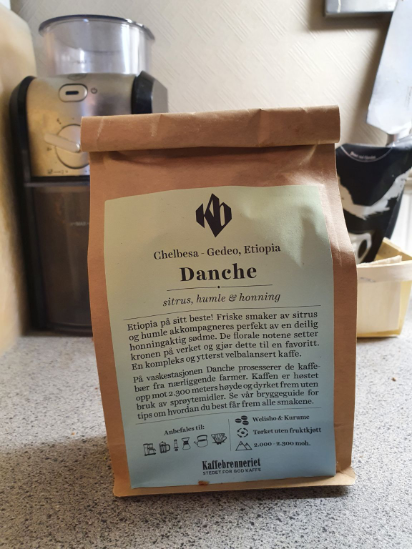 Chelbesa - Gedeo, Etiopia
Danche
sitrus, humle & honning
Etiopia på sitt beste! Friske smaker av sitrus
og humle akkompagneres perfekt av en deilig
honningaktig sødme. De florale notene setter
kronen på verket og gjør dette til en favoritt.
En kompleks og ytterst velbalansert kaffe.
På vaskestasjonen Danche prosesserer de kaffe-
bær fra nærliggende farmer. Kaffen er høstet
opp mot 2.300 meters høyde og dyrket frem uten
bruk av sprøytemidler. Se vår bryggeguide for
tips om hvordan du best får frem alle smakene.
Anbefales til:
Wolisho & Kurume
Tørket uten fruktkjøtt
2.000 - 2.300 moh.
Kaffebrenneriet
STEDET FOR GOD KAFFE